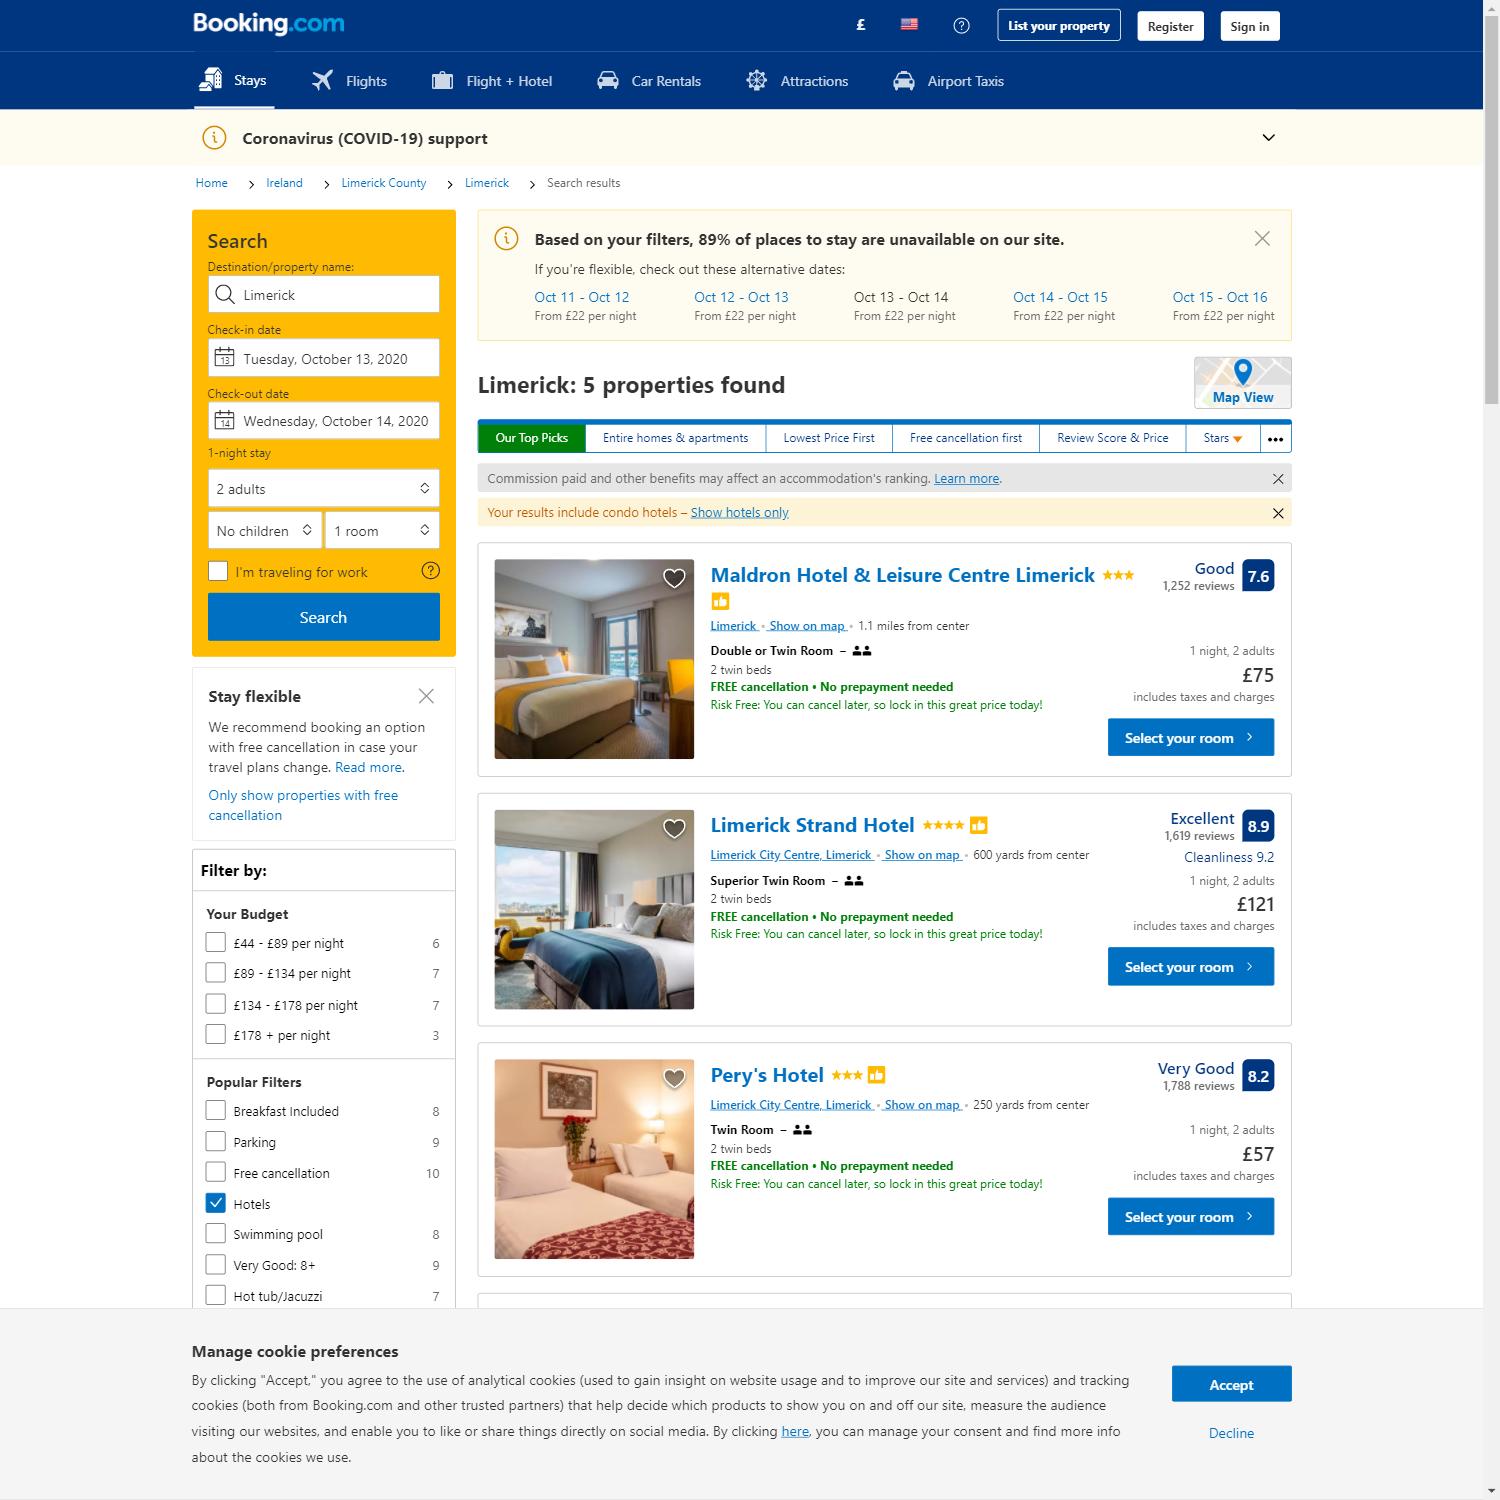 Booking.com
£
List your property
Register
Sign in
Stays
Flights
Flight + Hotel
Car Rentals
Attractions
Airport Taxis
Coronavirus (COVID-19) support
Home
Ireland
Limerick County
Limerick
Search results
Search
Destination/property name:
Limerick
Check-in date
13
Tuesday, October 13, 2020
Check-out date
14
Wednesday, October 14, 2020
1-night stay
2 adults
No children
1 room
I'm traveling for work
Search
Stay flexible
We recommend booking an option
with free cancellation in case your
travel plans change. Read more.
Only show properties with free
cancellation
Filter by:
Your Budget
£44 - £89 per night 6
£89 - £134 per night 7
£134 - £178 per night 7
£178 + per night 3
Popular Filters
Breakfast Included 8
Parking 9
Free cancellation 10
Hotels
Swimming pool 8
Very Good: 8+ 9
Hot tub/Jacuzzi 7
Based on your filters, 89% of places to stay are unavailable on our site.
If you're flexible, check out these alternative dates:
Oct 11 - Oct 12
From £22 per night
Oct 12 - Oct 13
From £22 per night
Oct 13 - Oct 14
From £22 per night
Oct 14 - Oct 15
From £22 per night
Oct 15 - Oct 16
From £22 per night
Limerick: 5 properties found
Map View
Our Top Picks
Entire homes & apartments
Lowest Price First
Free cancellation first
Review Score & Price
Stars
Commission paid and other benefits may affect an accommodation's ranking. Learn more.
Your results include condo hotels – Show hotels only
Maldron Hotel & Leisure Centre Limerick
Limerick • Show on map • 1.1 miles from center
Double or Twin Room –
2 twin beds
FREE cancellation • No prepayment needed
Risk Free: You can cancel later, so lock in this great price today!
Good
1,252 reviews
7.6
1 night, 2 adults
£75
includes taxes and charges
Select your room
Limerick Strand Hotel
Limerick City Centre, Limerick • Show on map • 600 yards from center
Superior Twin Room –
2 twin beds
FREE cancellation • No prepayment needed
Risk Free: You can cancel later, so lock in this great price today!
Excellent
1,619 reviews
8.9
Cleanliness 9.2
1 night, 2 adults
£121
includes taxes and charges
Select your room
Pery's Hotel
Limerick City Centre, Limerick • Show on map • 250 yards from center
Twin Room –
2 twin beds
FREE cancellation • No prepayment needed
Risk Free: You can cancel later, so lock in this great price today!
Very Good
1,788 reviews
8.2
1 night, 2 adults
£57
includes taxes and charges
Select your room
Manage cookie preferences
By clicking "Accept," you agree to the use of analytical cookies (used to gain insight on website usage and to improve our site and services) and tracking
cookies (both from Booking.com and other trusted partners) that help decide which products to show you on and off our site, measure the audience
visiting our websites, and enable you to like or share things directly on social media. By clicking here, you can manage your consent and find more info
about the cookies we use.
Accept
Decline